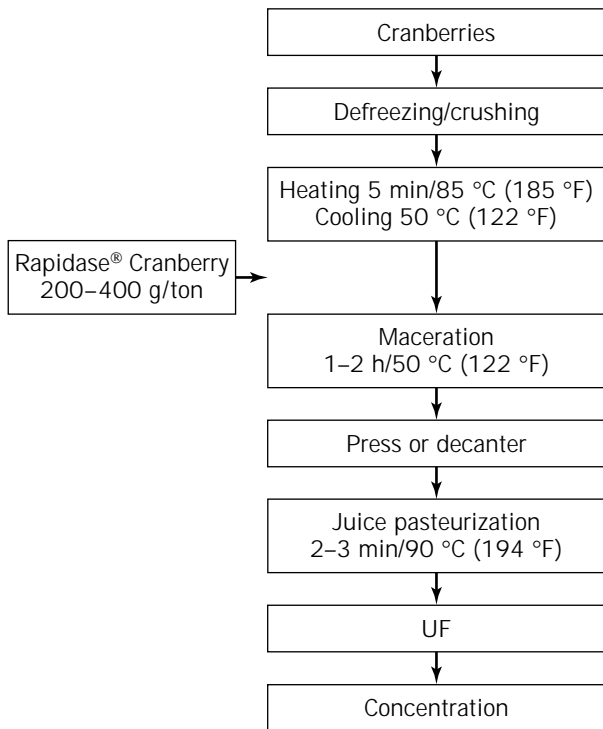 Cranberries
Defreezing/crushing
Heating 5 min/85 °C (185 °F)
Cooling 50 °C (122 °F)
Rapidase® Cranberry
200–400 g/ton
Maceration
1–2 h/50 °C (122 °F)
Press or decanter
Juice pasteurization
2–3 min/90 °C (194 °F)
UF
Concentration